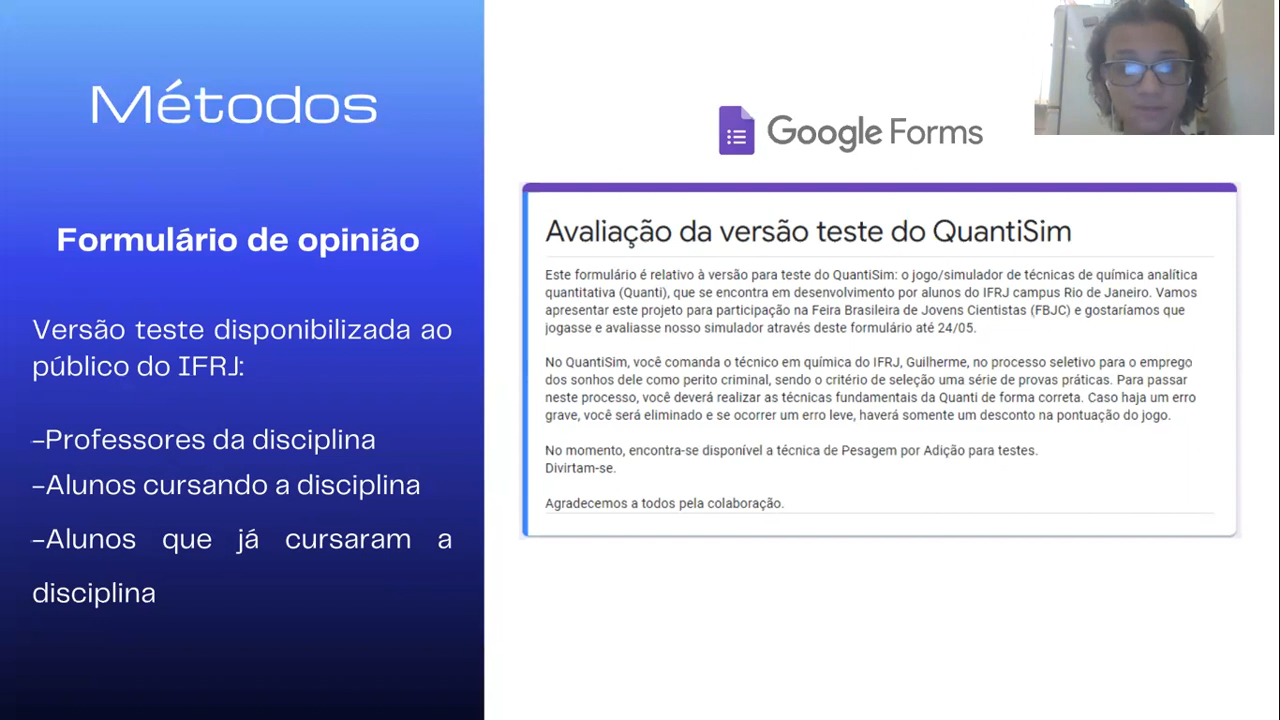 Métodos
Formulário de opinião
Versão teste disponibilizada ao
público do IFRJ:
-Professores da disciplina
-Alunos cursando a disciplina
-Alunos que já cursaram a
disciplina
Google Forms
Avaliação da versão teste do QuantiSim
Este formulário é relativo à versão para teste do QuantiSim: o jogo/simulador de técnicas de química analítica
quantitativa (Quanti), que se encontra em desenvolvimento por alunos do IFRJ campus Rio de Janeiro. Vamos
apresentar este projeto para participação na Feira Brasileira de Jovens Cientistas (FBJC) e gostaríamos que
jogasse e avaliasse nosso simulador através deste formulário até 24/05.
No QuantiSim, você comanda o técnico em química do IFRJ, Guilherme, no processo seletivo para o emprego
dos sonhos dele como perito criminal, sendo o critério de seleção uma série de provas práticas. Para passar
neste processo, você deverá realizar as técnicas fundamentais da Quanti de forma correta. Caso haja um erro
grave, você será eliminado e se ocorrer um erro leve, haverá somente um desconto na pontuação do jogo.
No momento, encontra-se disponível a técnica de Pesagem por Adição para testes.
Divirtam-se.
Agradecemos a todos pela colaboração.